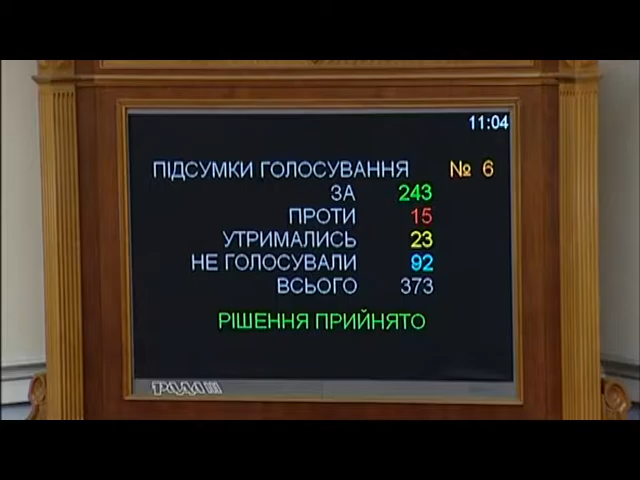 11:04
ПІДСУМКИ ГОЛОСУВАННЯ № 6
ЗА 243
ПРОТИ 15
УТРИМАЛИСЬ 23
НЕ ГОЛОСУВАЛИ 92
ВСЬОГО 373
РІШЕННЯ ПРИЙНЯТО
РАДА